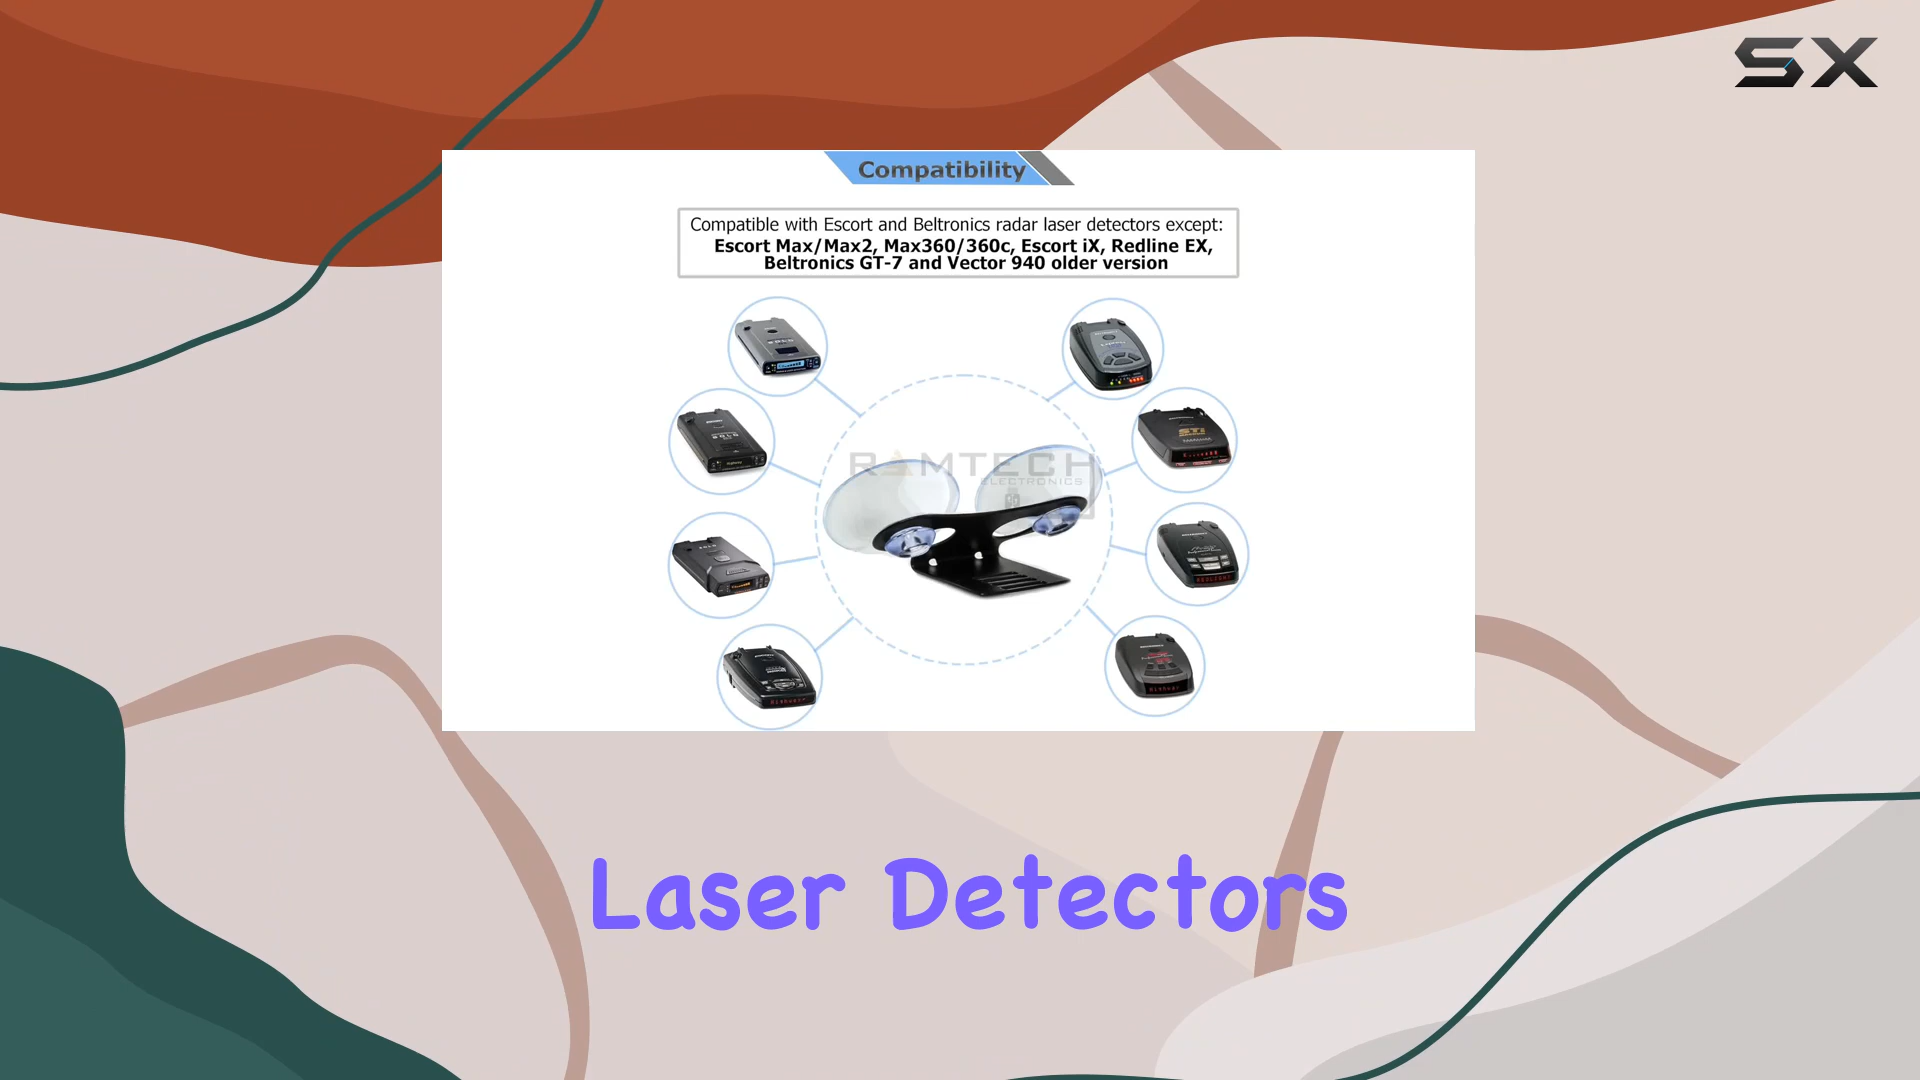 SX
Compatibility
Compatible with Escort and Beltronics radar laser detectors except:
Escort Max/Max2, Max360/360c, Escort iX, Redline EX,
Beltronics GT-7 and Vector 940 older version
RAMTECH
ELECTRONICS
Laser Detectors